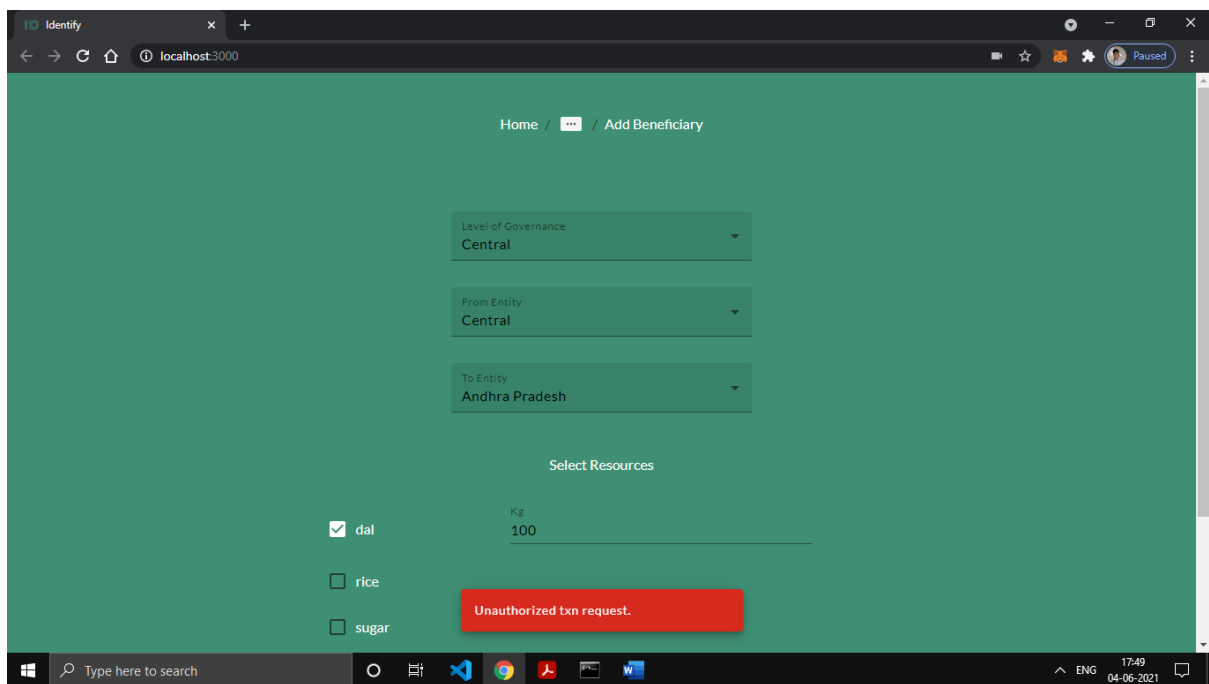 ID Identify
localhost:3000
Paused
Home / ... / Add Beneficiary
Level of Governance
Central
From Entity
Central
To Entity
Andhra Pradesh
Select Resources
dal
Kg
100
rice
Unauthorized txn request.
sugar
Type here to search
ENG
17:49
04-06-2021